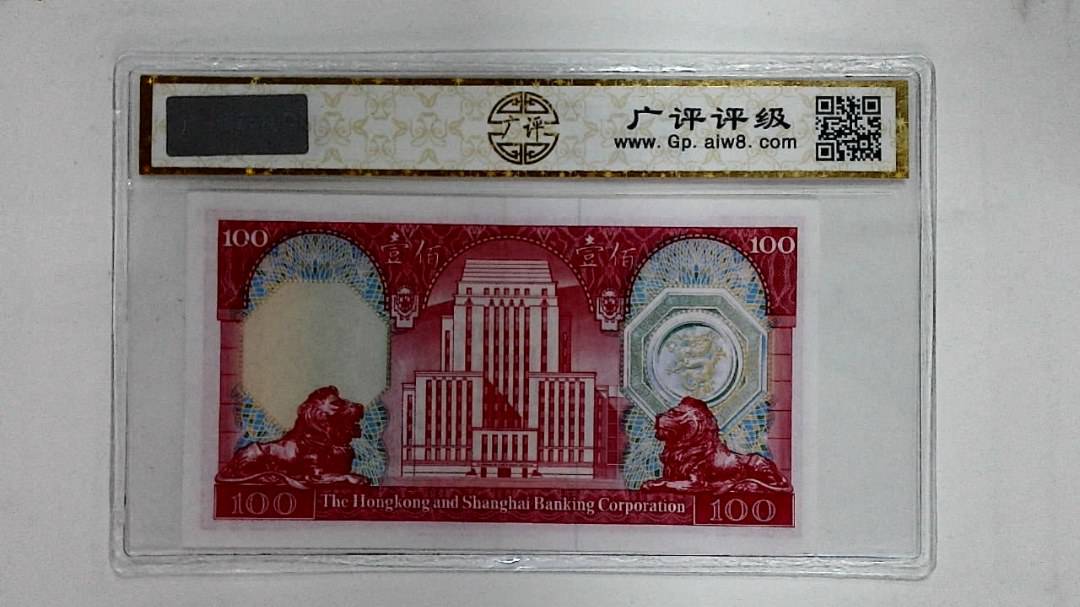 广评
广评评级
www. Gp. aiw8. com
100 壹佰 壹佰 100
100 The Hongkong and Shanghai Banking Corporation 100